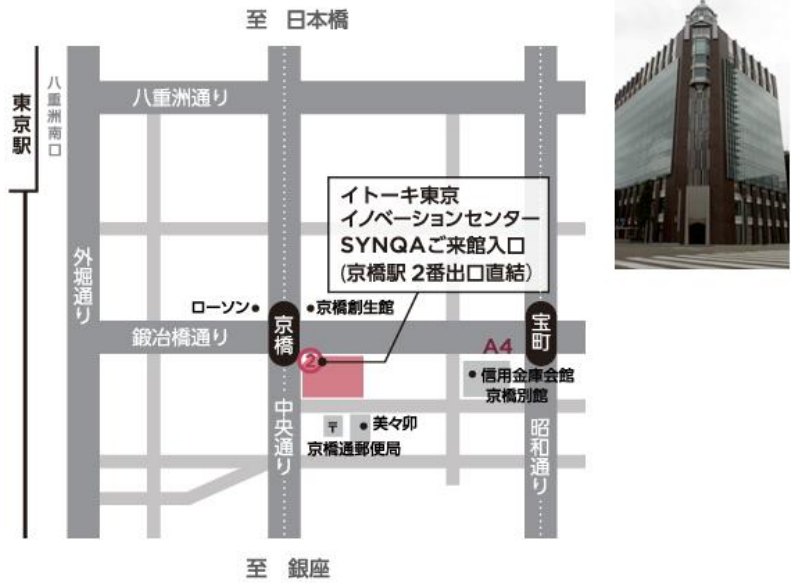 至 日本橋
八重洲南口
東京駅
八重洲通り
外堀通り
イトーキ東京
イノベーションセンター
SYNQAご来館入口
(京橋駅 2番出口直結)
ローソン
京橋創生館
京橋
宝町
鍛冶橋通り
A4
2
信用金庫会館
京橋別館
中央通り
〒
美々卯
京橋通郵便局
昭和通り
至 銀座